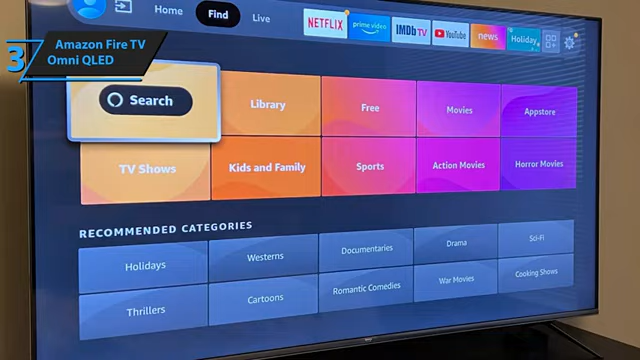 3
Amazon Fire TV
Omni QLED
Home
Find
Live
NETFLIX
prime video
IMDb TV
YouTube
news
Holiday
Search
Library
Free
Movies
Appstore
TV Shows
Kids and Family
Sports
Action Movies
Horror Movies
RECOMMENDED CATEGORIES
Holidays
Westerns
Documentaries
Drama
Sci-Fi
Thrillers
Cartoons
Romantic Comedies
War Movies
Cooking Shows